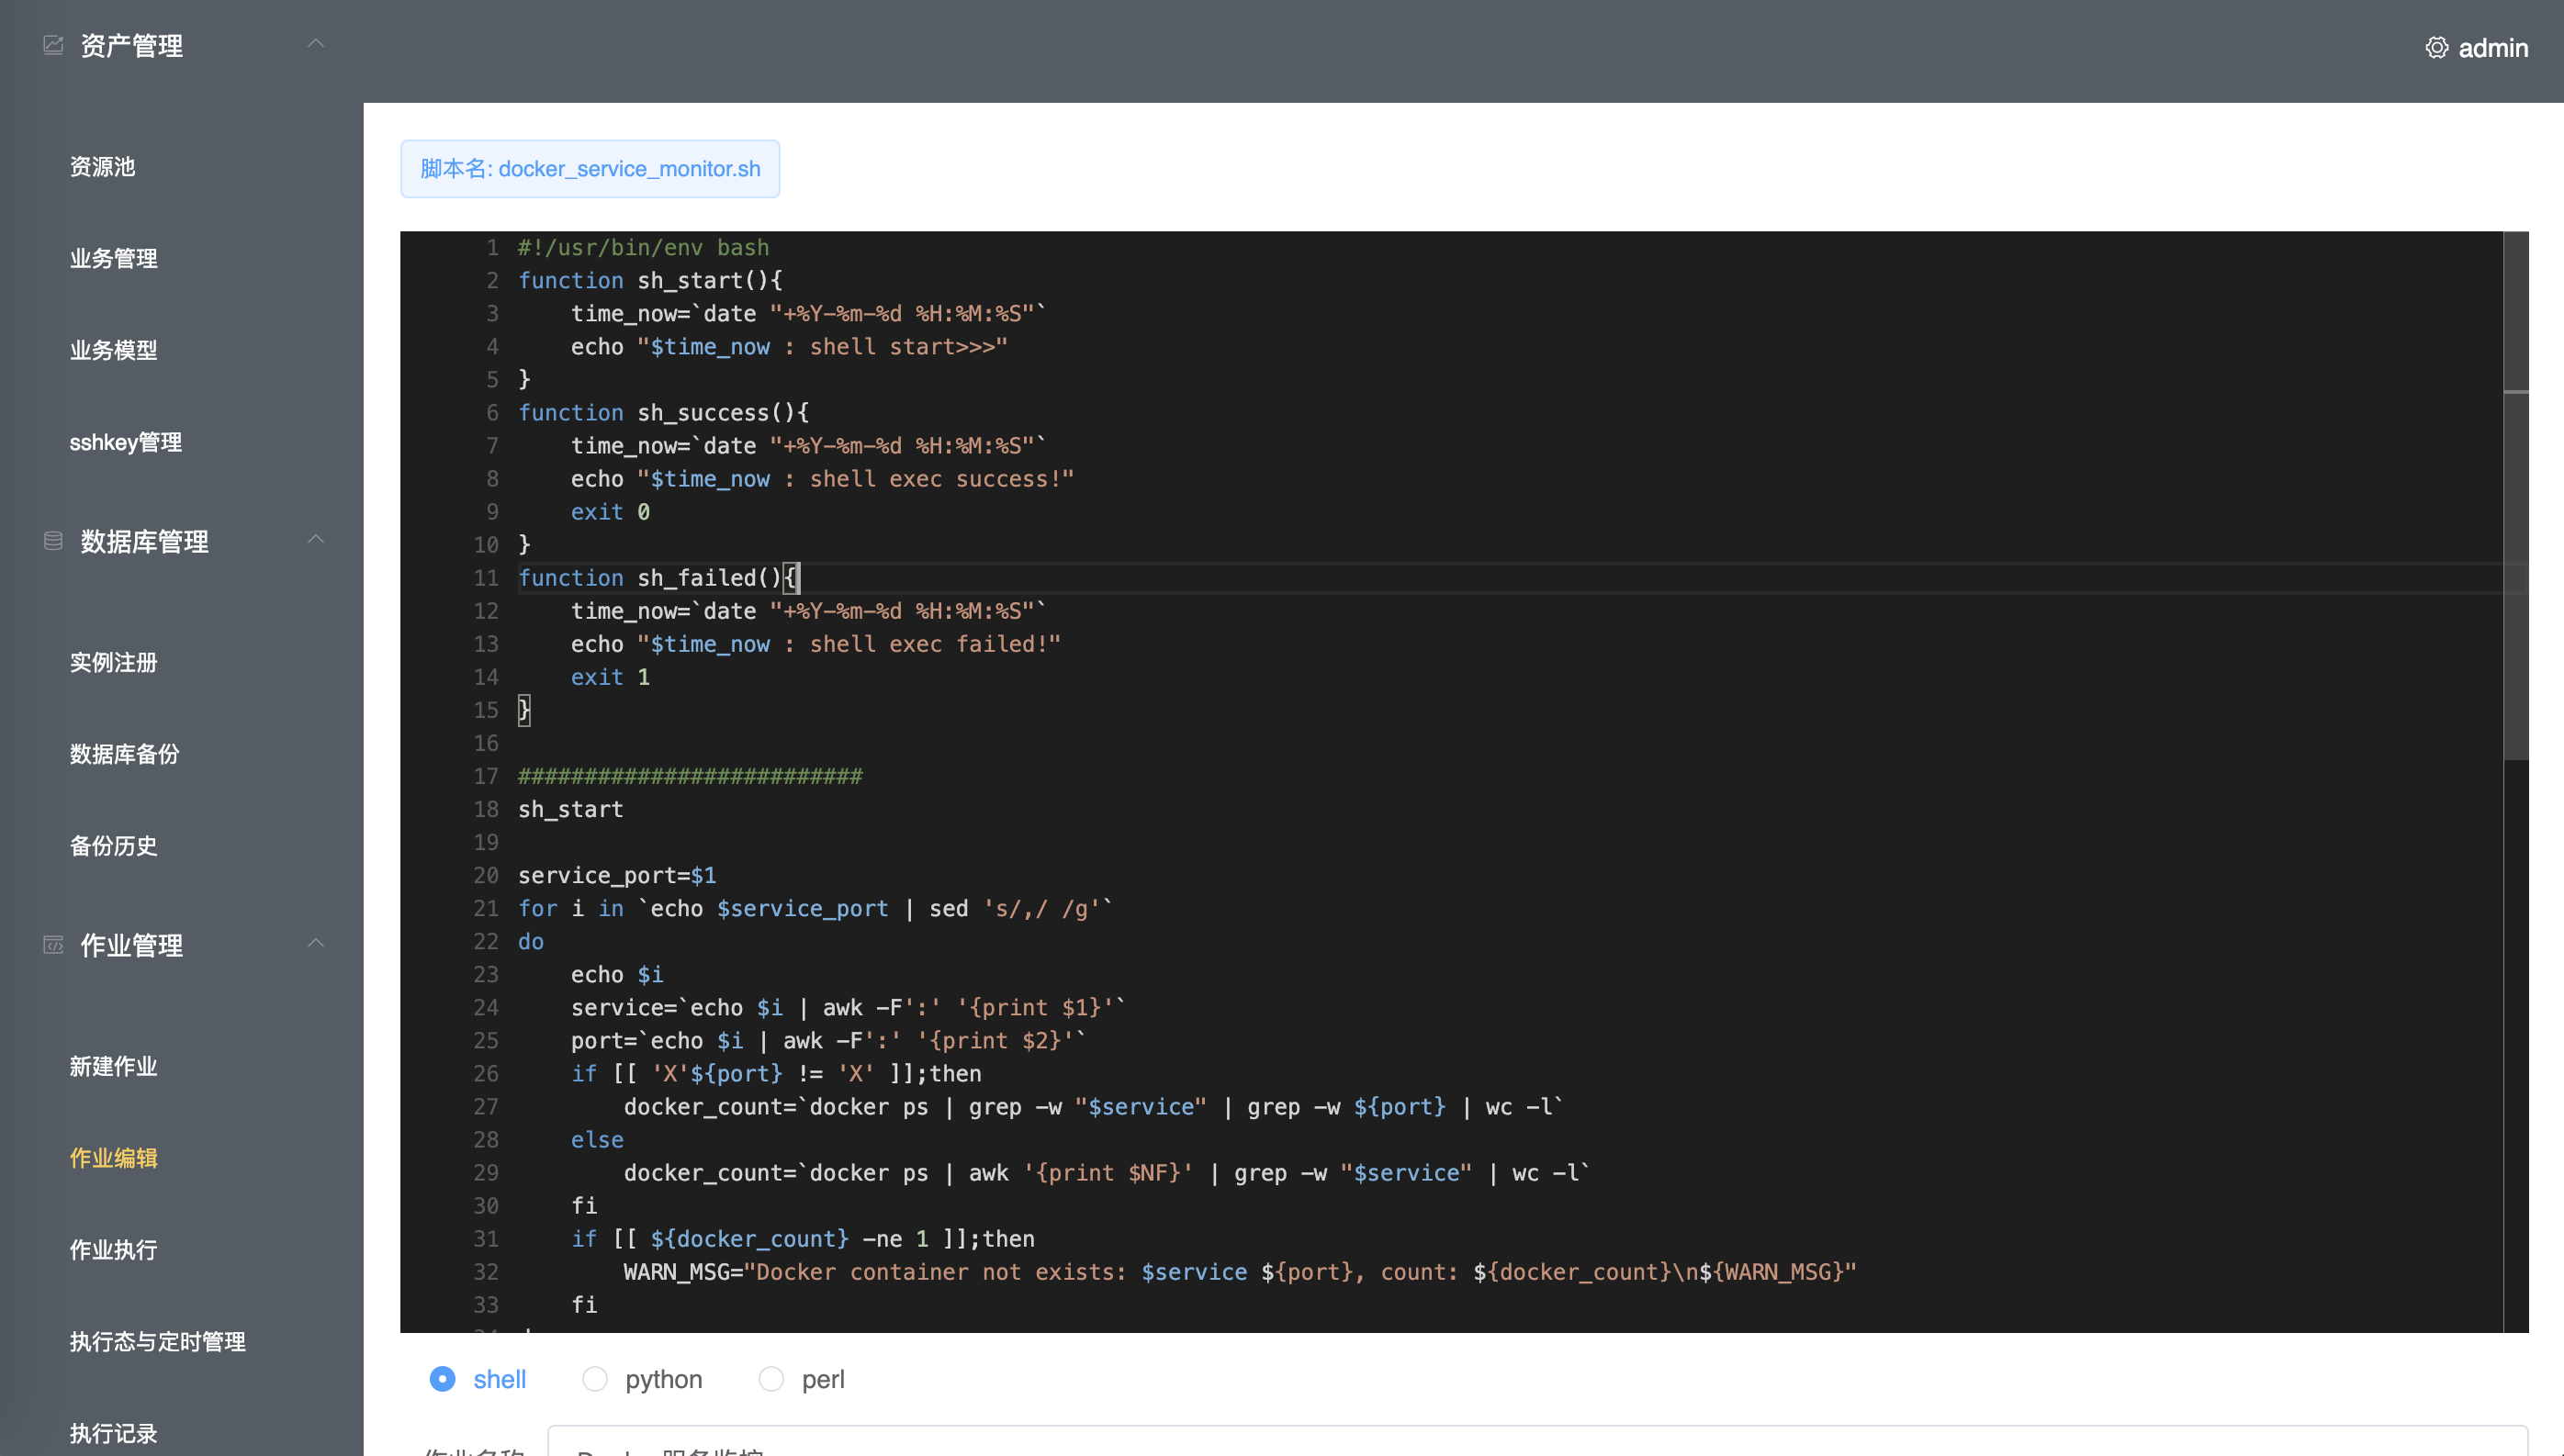 资产管理
admin
资源池
业务管理
业务模型
sshkey管理
数据库管理
实例注册
数据库备份
备份历史
作业管理
新建作业
作业编辑
作业执行
执行态与定时管理
执行记录
脚本名: docker_service_monitor.sh
1 #!/usr/bin/env bash
2 function sh_start(){
3     time_now=`date "+%Y-%m-%d %H:%M:%S"`
4     echo "$time_now : shell start>>>"
5 }
6 function sh_success(){
7     time_now=`date "+%Y-%m-%d %H:%M:%S"`
8     echo "$time_now : shell exec success!"
9     exit 0
10 }
11 function sh_failed(){
12     time_now=`date "+%Y-%m-%d %H:%M:%S"`
13     echo "$time_now : shell exec failed!"
14     exit 1
15 }
16
17 ##########################
18 sh_start
19
20 service_port=$1
21 for i in `echo $service_port | sed 's/,/ /g'`
22 do
23     echo $i
24     service=`echo $i | awk -F':' '{print $1}'`
25     port=`echo $i | awk -F':' '{print $2}'`
26     if [[ 'X'${port} != 'X' ]];then
27         docker_count=`docker ps | grep -w "$service" | grep -w ${port} | wc -l`
28     else
29         docker_count=`docker ps | awk '{print $NF}' | grep -w "$service" | wc -l`
30     fi
31     if [[ ${docker_count} -ne 1 ]];then
32         WARN_MSG="Docker container not exists: $service ${port}, count: ${docker_count}\n${WARN_MSG}"
33     fi
shell
python
perl